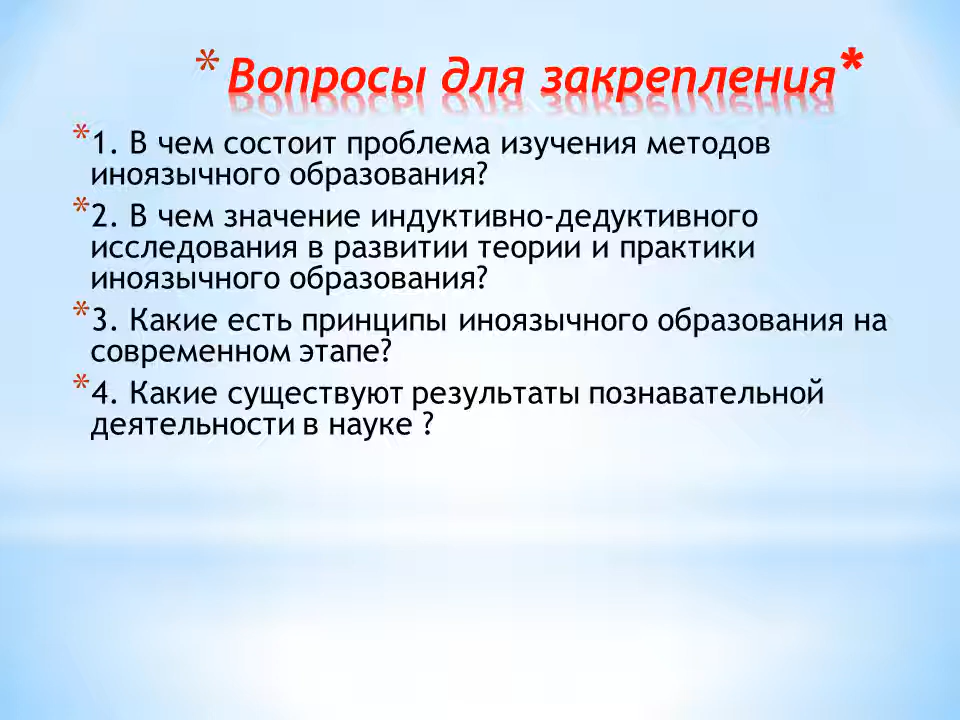 * Вопросы для закрепления*
*1. В чем состоит проблема изучения методов
иноязычного образования?
*2. В чем значение индуктивно-дедуктивного
исследования в развитии теории и практики
иноязычного образования?
*3. Какие есть принципы иноязычного образования на
современном этапе?
*4. Какие существуют результаты познавательной
деятельности в науке ?